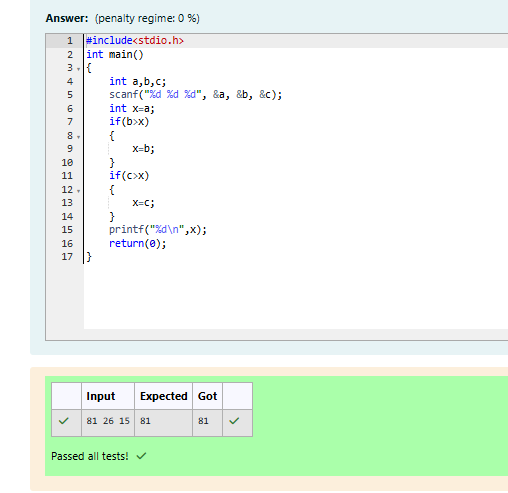 Answer: (penalty regime: 0 %)
1 #include<stdio.h>
2 int main()
3 {
4 int a,b,c;
5 scanf("%d %d %d", &a, &b, &c);
6 int x=a;
7 if(b>x)
8 {
9 x=b;
10 }
11 if(c>x)
12 {
13 x=c;
14 }
15 printf("%d\n",x);
16 return(0);
17 }
Input Expected Got
81 26 15 81 81
Passed all tests!